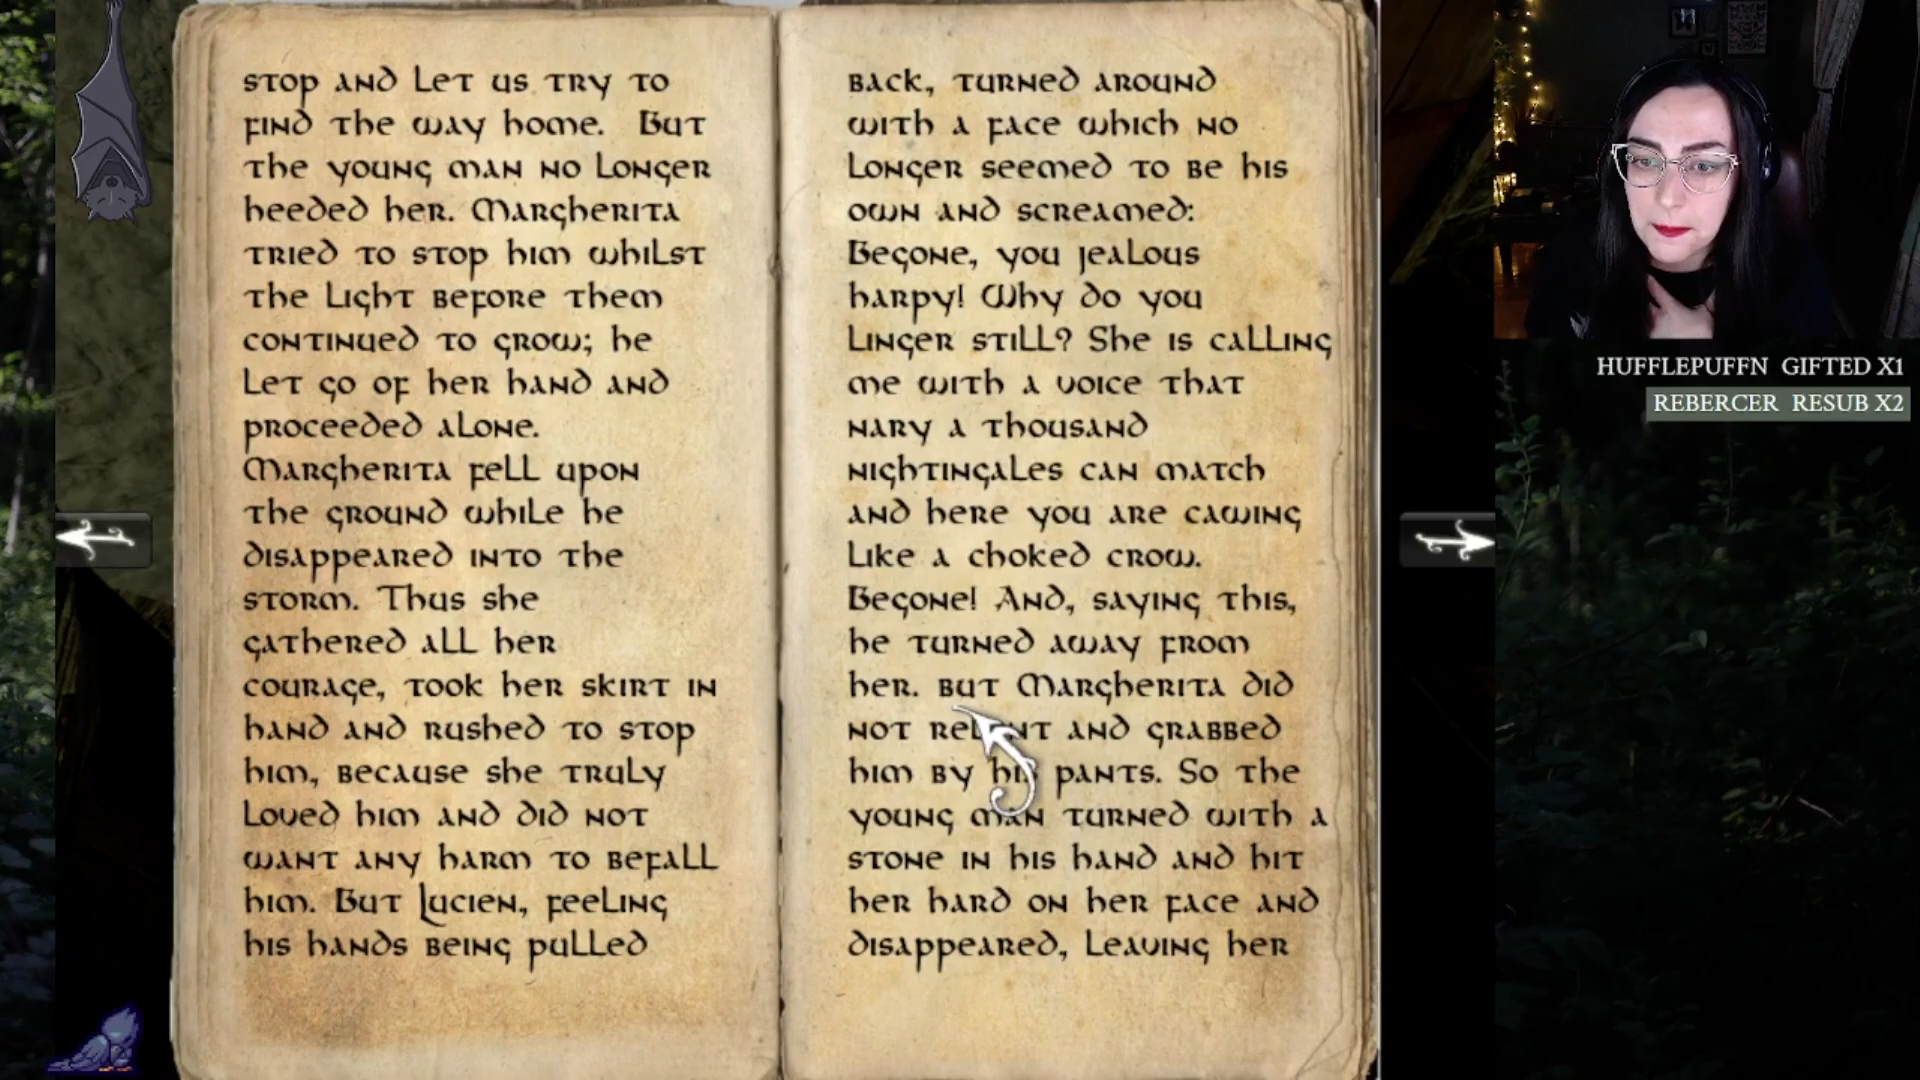 stop and let us try to
find the way home. But
the young man no longer
heeded her. Margherita
tried to stop him whilst
the light before them
continued to grow; he
let go of her hand and
proceeded alone.
Margherita fell upon
the ground while he
disappeared into the
storm. Thus she
gathered all her
courage, took her skirt in
hand and rushed to stop
him, because she truly
loved him and did not
want any harm to befall
him. But Lucien, feeling
his hands being pulled
back, turned around
with a face which no
longer seemed to be his
own and screamed:
Begone, you jealous
harpy! Why do you
linger still? She is calling
me with a voice that
nary a thousand
nightingales can match
and here you are cawing
like a choked crow.
Begone! And, saying this,
he turned away from
her. But Margherita did
not relent and grabbed
him by his pants. So the
young man turned with a
stone in his hand and hit
her hard on her face and
disappeared, leaving her
HUFFLEPUFFN GIFTED X1
REBERCER RESUB X2